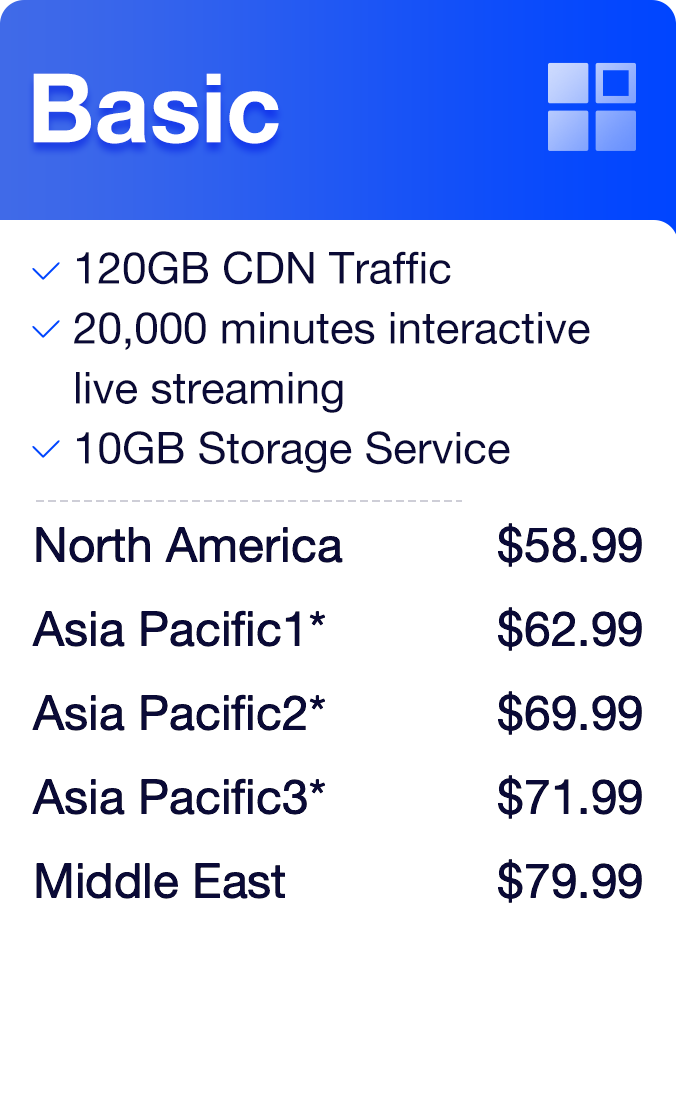 Basic
120GB CDN Traffic
20,000 minutes interactive
live streaming
10GB Storage Service
North America $58.99
Asia Pacific1* $62.99
Asia Pacific2* $69.99
Asia Pacific3* $71.99
Middle East $79.99